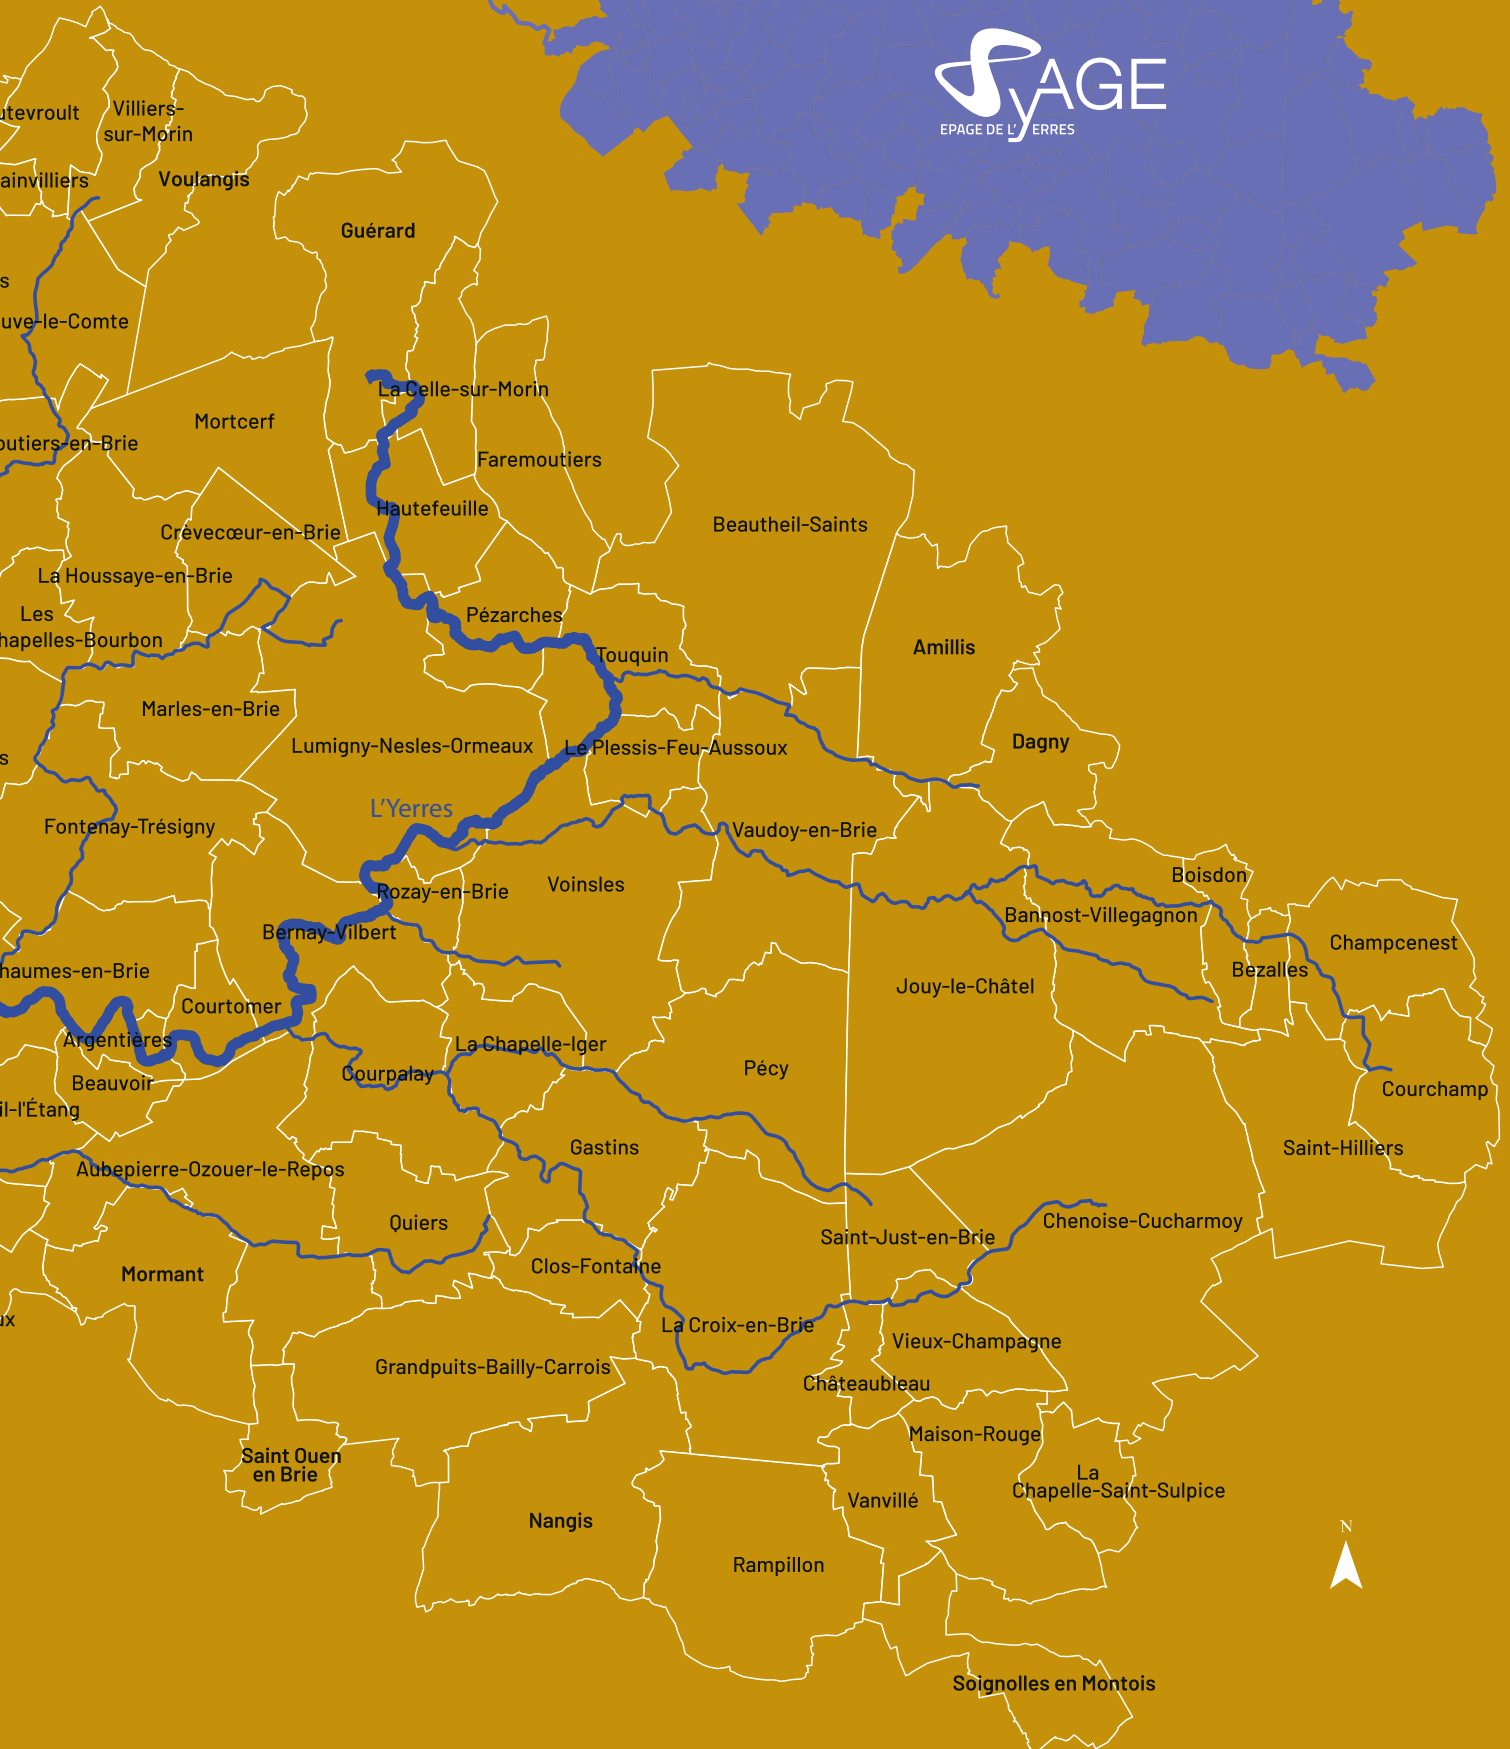 SyAGE
EPAGE DE L'YERRES
utevroult
Villiers-
sur-Morin
ainvilliers
Voulangis
Guérard
s
uve-le-Comte
La Celle-sur-Morin
Mortcerf
outiers-en-Brie
Faremoutiers
Hautefeuille
Beautheil-Saints
Crèvecœur-en-Brie
La Houssaye-en-Brie
Les
hapelles-Bourbon
Pézarches
Touquin
Amillis
Marles-en-Brie
Lumigny-Nesles-Ormeaux
Le Plessis-Feu-Aussoux
Dagny
s
L'Yerres
Fontenay-Trésigny
Vaudoy-en-Brie
Rozay-en-Brie
Voinsles
Boisdon
Bannost-Villegagnon
Bernay-Vilbert
Champcenest
haumes-en-Brie
Bezalles
Jouy-le-Châtel
Courtomer
Argentières
La Chapelle-Iger
Courpalay
Pécy
Beauvoir
Courchamp
il-l'Étang
Gastins
Saint-Hilliers
Aubepierre-Ozouer-le-Repos
Quiers
Chenoise-Cucharmoy
Saint-Just-en-Brie
Mormant
Clos-Fontaine
ux
La Croix-en-Brie
Vieux-Champagne
Grandpuits-Bailly-Carrois
Châteaubleau
Maison-Rouge
Saint Ouen
en Brie
La
Chapelle-Saint-Sulpice
Vanvillé
Nangis
N
Rampillon
Soignolles en Montois